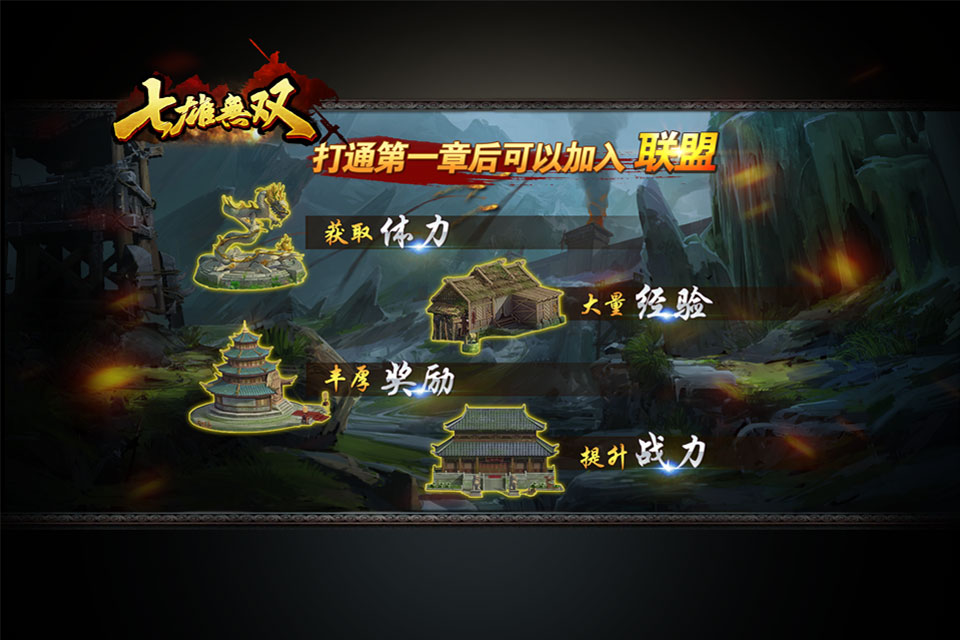 七雄無双
打通第一章后可以加入 联盟
获取体力
大量经验
丰厚奖励
提升战力